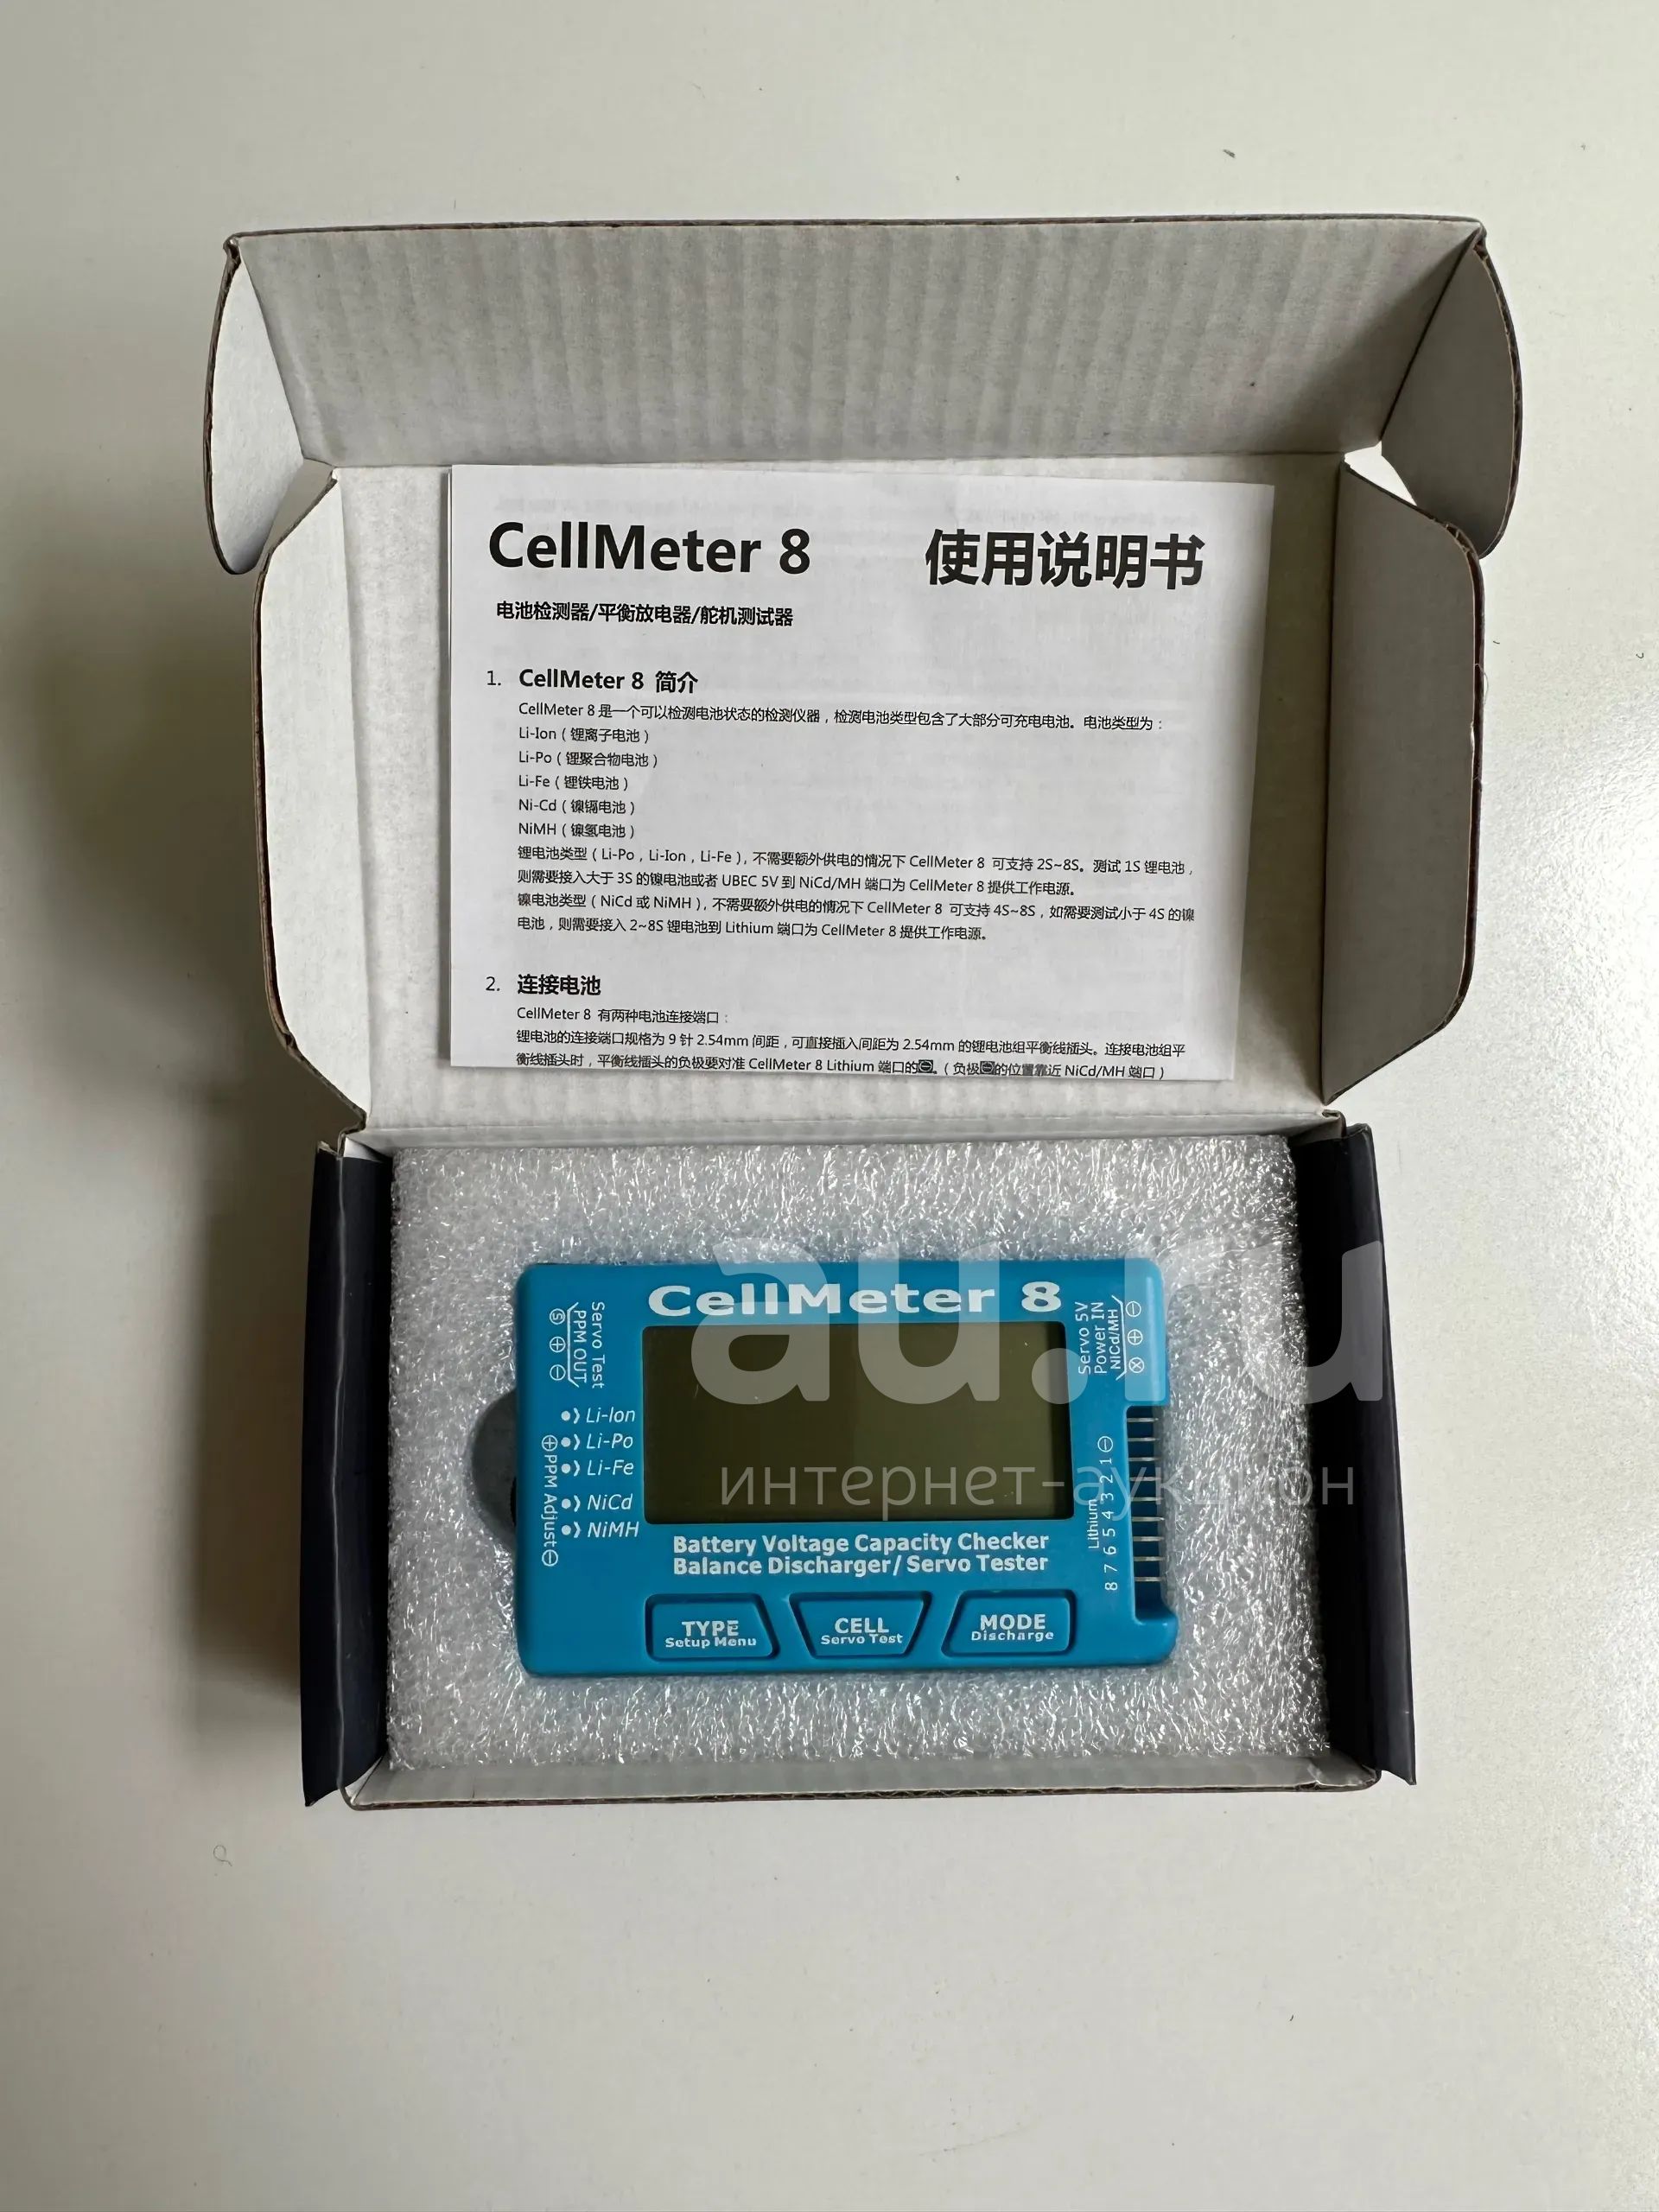 CellMeter 8 使用说明书
电池检测器/平衡放电器/舵机测试器
1. CellMeter 8 简介
CellMeter 8 是一个可以检测电池状态的检测仪器，检测电池类型包含了大部分可充电电池。电池类型为：
Li-Ion（锂离子电池）
Li-Po（锂聚合物电池）
Li-Fe（锂铁电池）
Ni-Cd（镍镉电池）
NiMH（镍氢电池）
锂电池类型（Li-Po，Li-Ion，Li-Fe），不需要额外供电的情况下 CellMeter 8 可支持 2S~8S。测试 1S 锂电池，
则需要接入大于 3S 的镍电池或者 UBEC 5V 到 NiCd/MH 端口为 CellMeter 8 提供工作电源。
镍电池类型（NiCd 或 NiMH），不需要额外供电的情况下 CellMeter 8 可支持 4S~8S，如需要测试小于 4S 的镍
电池，则需要接入 2~8S 锂电池到 Lithium 端口为 CellMeter 8 提供工作电源。
2. 连接电池
CellMeter 8 有两种电池连接端口：
锂电池的连接端口规格为 9 针 2.54mm 间距，可直接插入间距为 2.54mm 的锂电池组平衡线插头。连接电池组平
衡线插头时，平衡线插头的负极要对准 CellMeter 8 Lithium 端口的⊖。（负极⊖的位置靠近 NiCd/MH 端口）
CellMeter 8
Servo Test
PPM OUT
Ⓢ ⊕ ⊖
Li-Ion
Li-Po
Li-Fe
NiCd
NiMH
⊕PPM Adjust⊖
Servo 5V
Power IN
NiCd/MH
⊗ ⊕ ⊖
Lithium
8 7 6 5 4 3 2 1 ⊖
Battery Voltage Capacity Checker
Balance Discharger/Servo Tester
TYPE
Setup Menu
CELL
Servo Test
MODE
Discharge
au.ru
интернет-аукцион